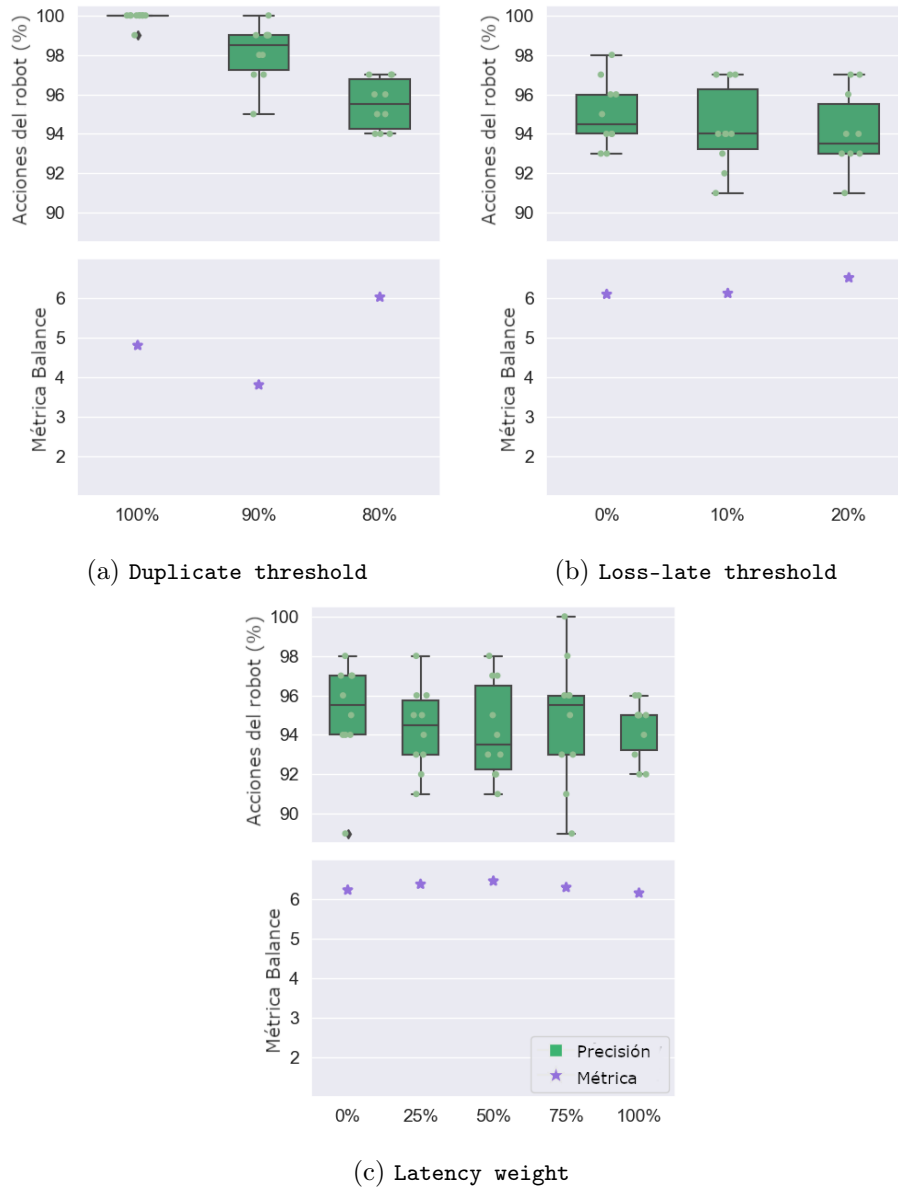 Acciones del robot (%)
100
98
96
94
92
90
Métrica Balance
6
5
4
3
2
100% 90% 80%
(a) Duplicate threshold
Acciones del robot (%)
100
98
96
94
92
90
Métrica Balance
6
5
4
3
2
0% 10% 20%
(b) Loss-late threshold
Acciones del robot (%)
100
98
96
94
92
90
Métrica Balance
6
5
4
3
2
Precisión
Métrica
0% 25% 50% 75% 100%
(c) Latency weight